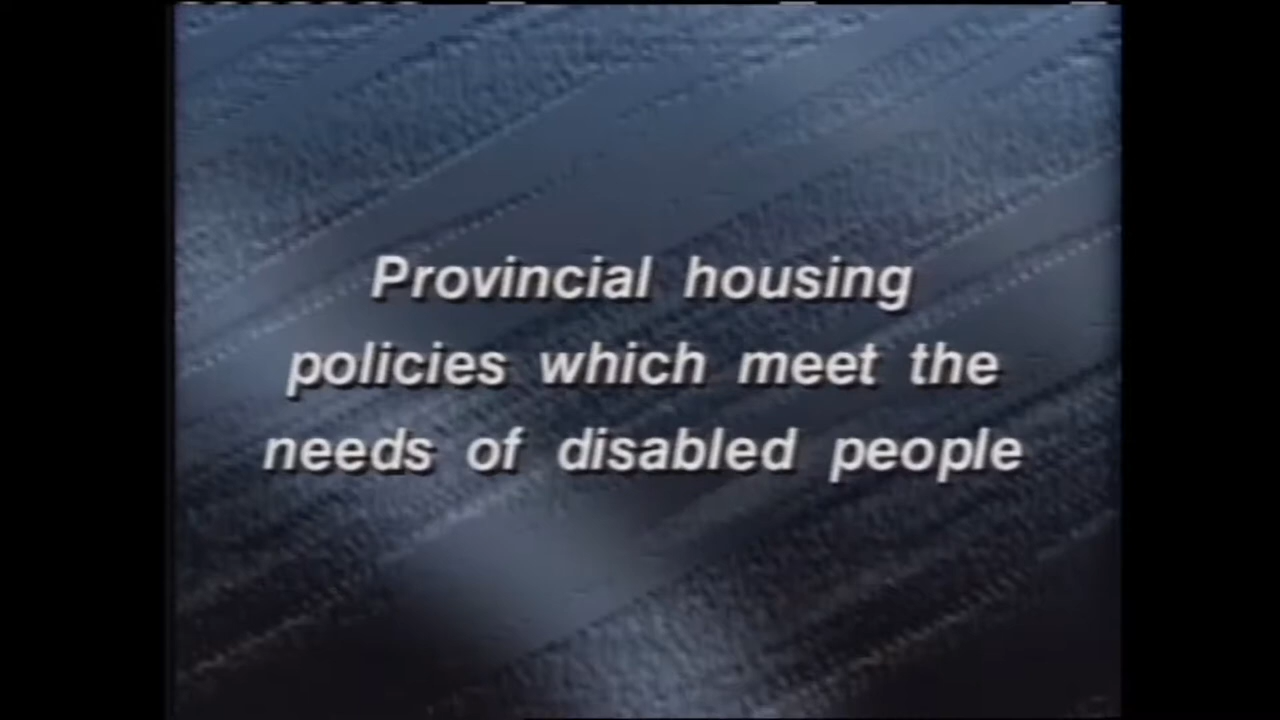 Provincial housing
policies which meet the
needs of disabled people